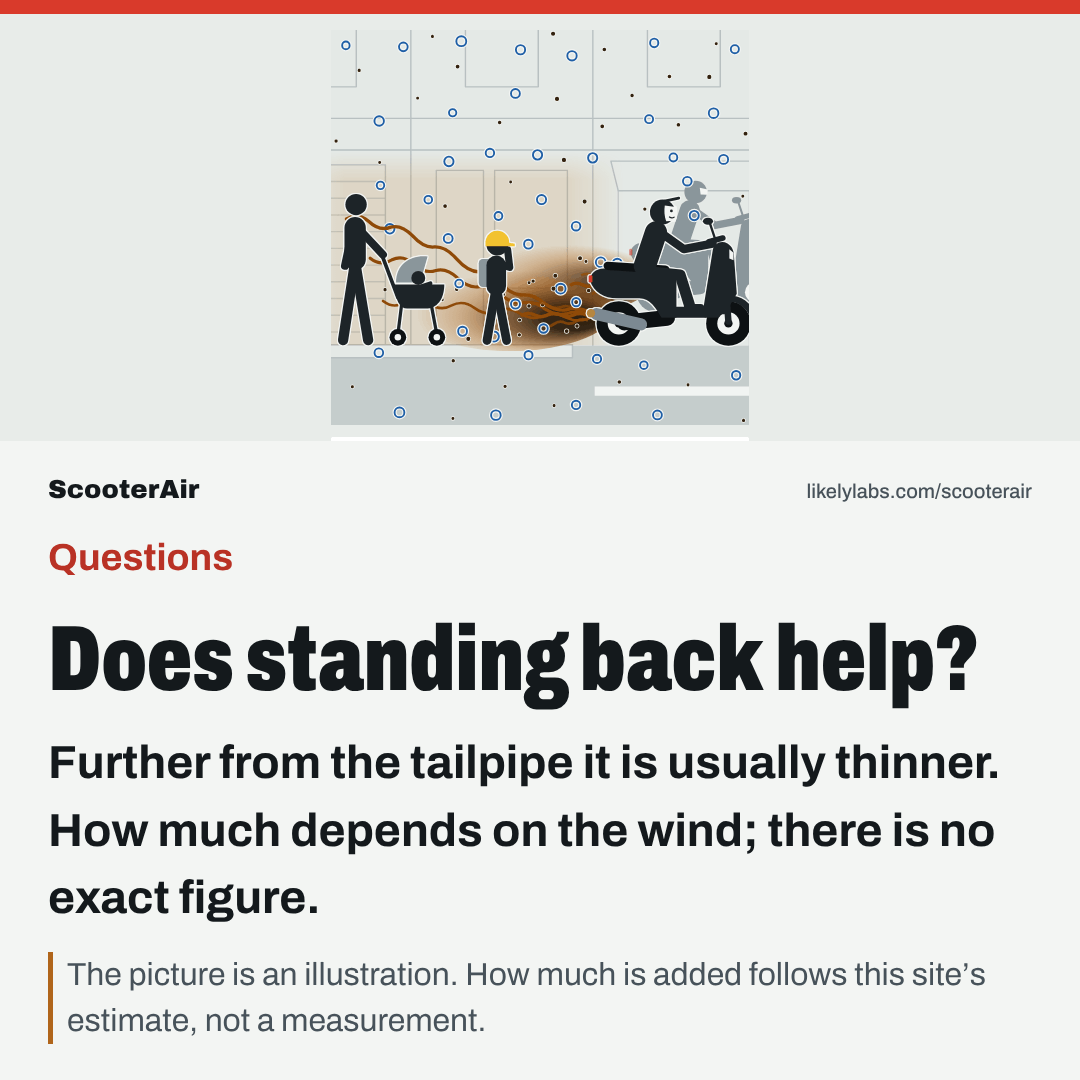 ScooterAir
likelylabs.com/scooterair
Questions
Does standing back help?
Further from the tailpipe it is usually thinner.
How much depends on the wind; there is no
exact figure.
The picture is an illustration. How much is added follows this site’s
estimate, not a measurement.